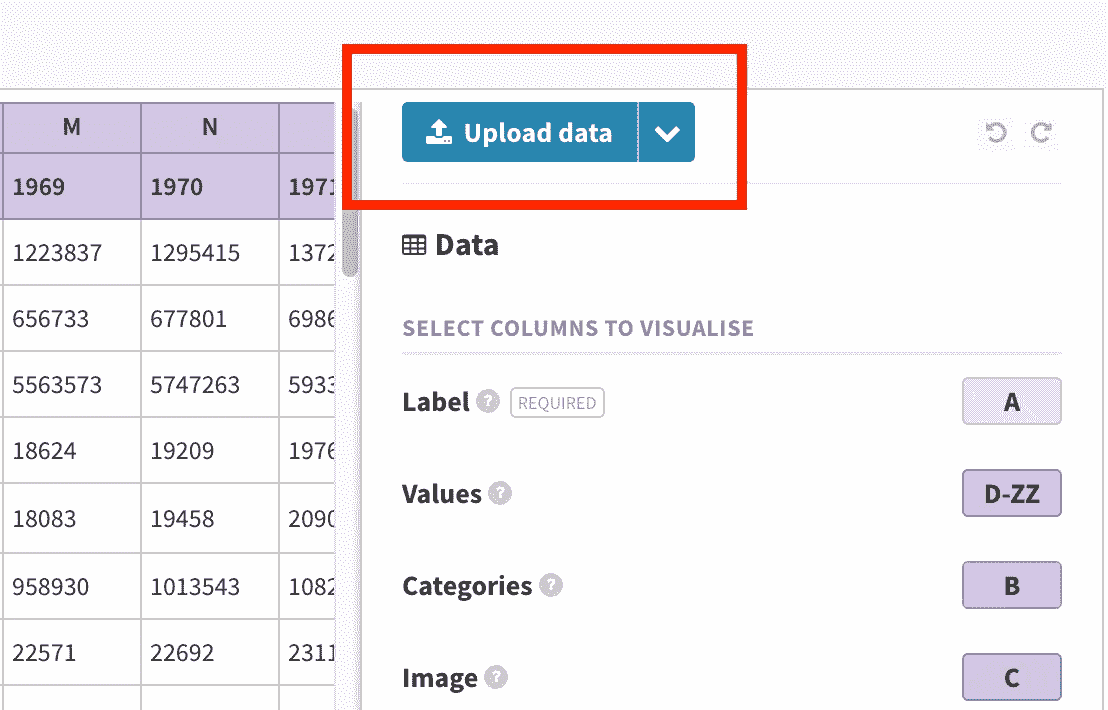 M N
1969 1970 1971
1223837 1295415 1372
656733 677801 698
5563573 5747263 5933
18624 19209 1976
18083 19458 2090
958930 1013543 1082
22571 22692 2311
Upload data
Data
SELECT COLUMNS TO VISUALISE
Label ? REQUIRED A
Values ? D-ZZ
Categories ? B
Image ? C